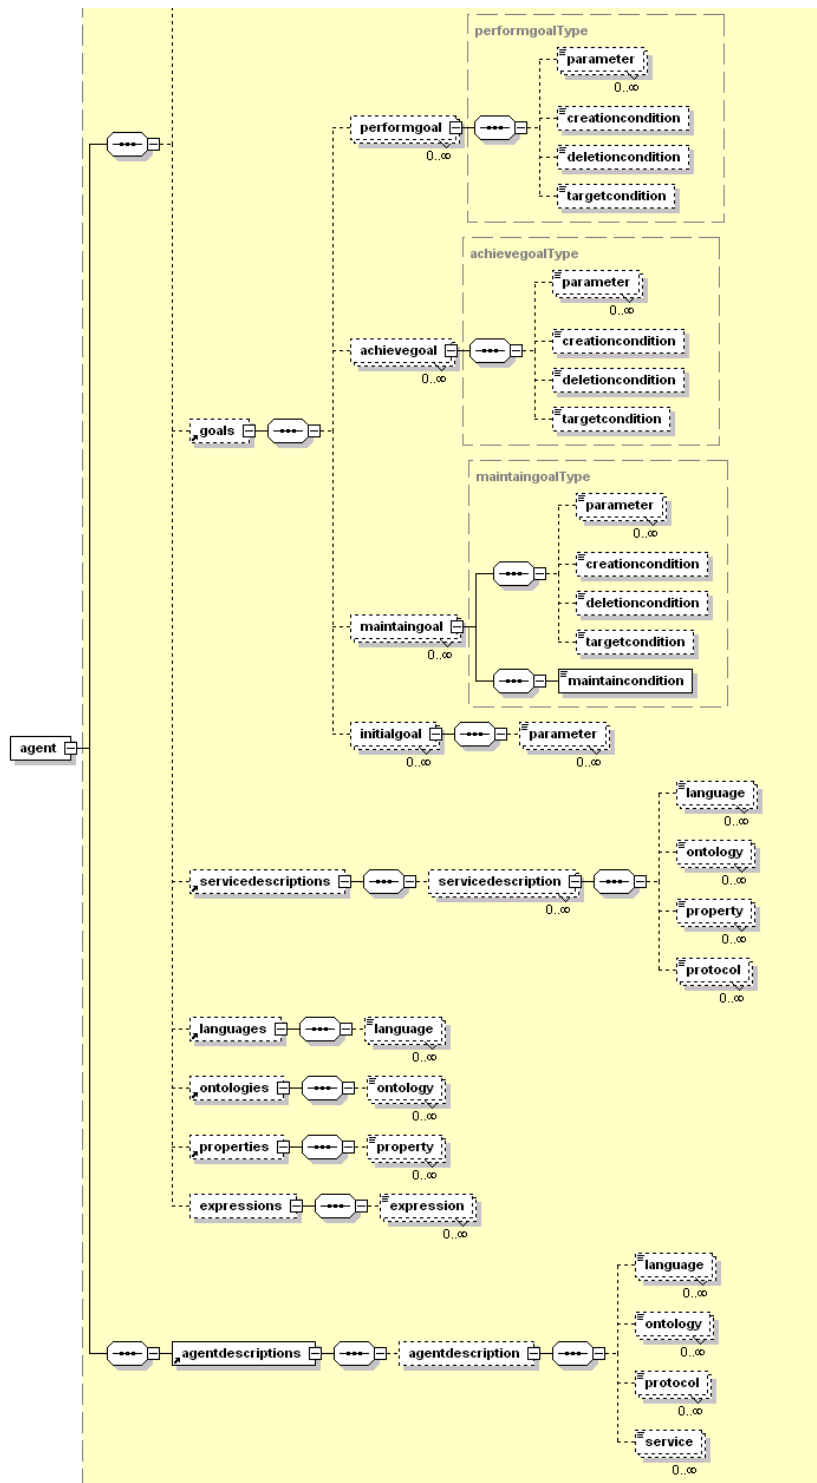 performgoalType
parameter
0..∞
creationcondition
performgoal
0..∞
deletioncondition
targetcondition
achievegoalType
parameter
0..∞
creationcondition
achievegoal
0..∞
deletioncondition
targetcondition
goals
maintaingoalType
parameter
0..∞
creationcondition
deletioncondition
maintaingoal
0..∞
targetcondition
maintaincondition
initialgoal
0..∞
parameter
0..∞
agent
language
0..∞
ontology
0..∞
servicedescriptions
servicedescription
0..∞
property
0..∞
protocol
0..∞
languages
language
0..∞
ontologies
ontology
0..∞
properties
property
0..∞
expressions
expression
0..∞
language
0..∞
ontology
0..∞
agentdescriptions
agentdescription
protocol
0..∞
service
0..∞